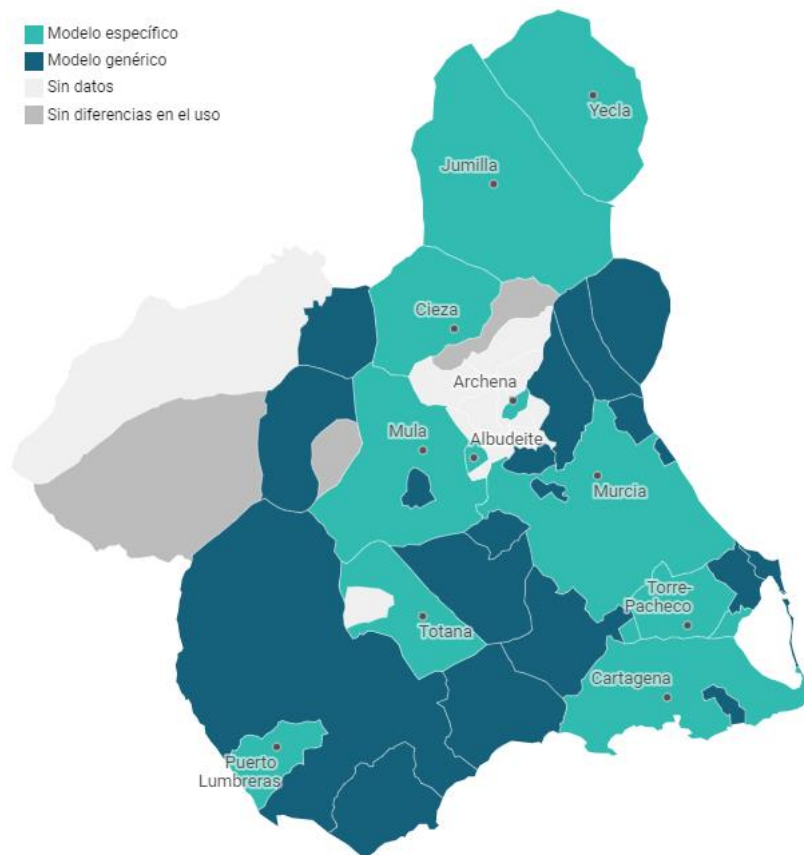 Modelo específico
Modelo genérico
Sin datos
Sin diferencias en el uso
Yecla
Jumilla
Cieza
Archena
Mula
Albudeite
Murcia
Torre-
Pacheco
Totana
Cartagena
Puerto
Lumbreras